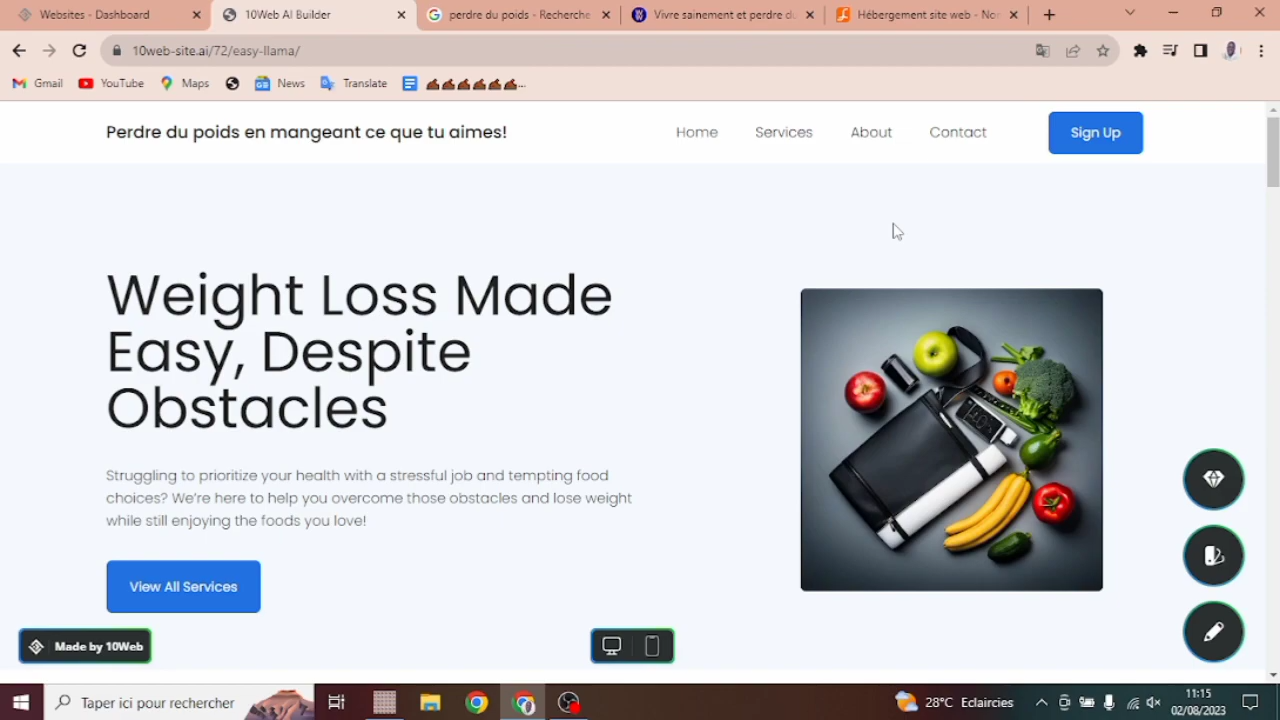 Websites - Dashboard
10Web AI Builder
perdre du poids - Recherche
Vivre sainement et perdre du
Hébergement site web - Nom
10web-site.ai/72/easy-llama/
Gmail
YouTube
Maps
News
Translate
Perdre du poids en mangeant ce que tu aimes!
Home
Services
About
Contact
Sign Up
Weight Loss Made
Easy, Despite
Obstacles
Struggling to prioritize your health with a stressful job and tempting food
choices? We're here to help you overcome those obstacles and lose weight
while still enjoying the foods you love!
View All Services
Made by 10Web
Taper ici pour rechercher
28°C Eclaircies
11:15
02/08/2023